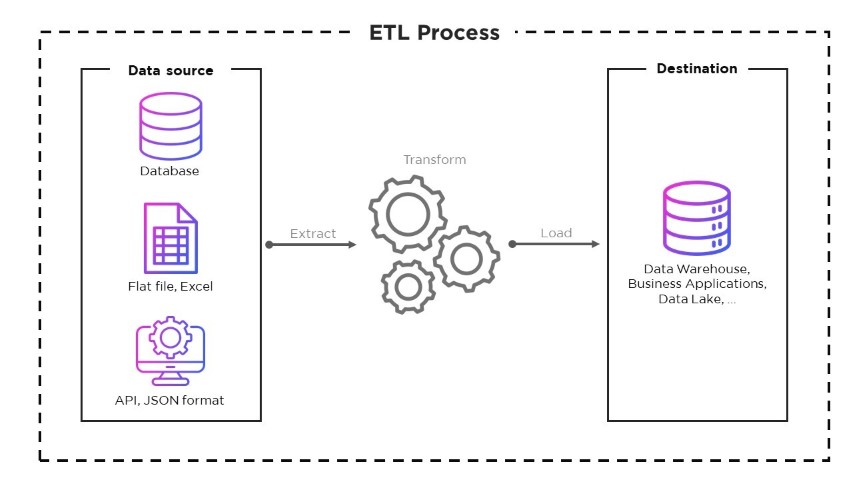 ETL Process
Data source
Database
Flat file, Excel
API, JSON format
Extract
Transform
Load
Destination
Data Warehouse,
Business Applications,
Data Lake, ...